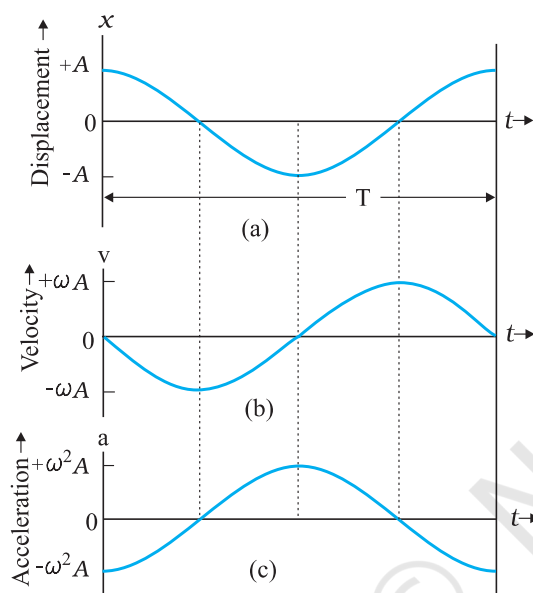 x
Displacement→
+A
0
t→
-A
T
(a)
v
Velocity→
+ωA
0
t→
-ωA
(b)
a
Acceleration→
+ω²A
0
t→
-ω²A
(c)
© N